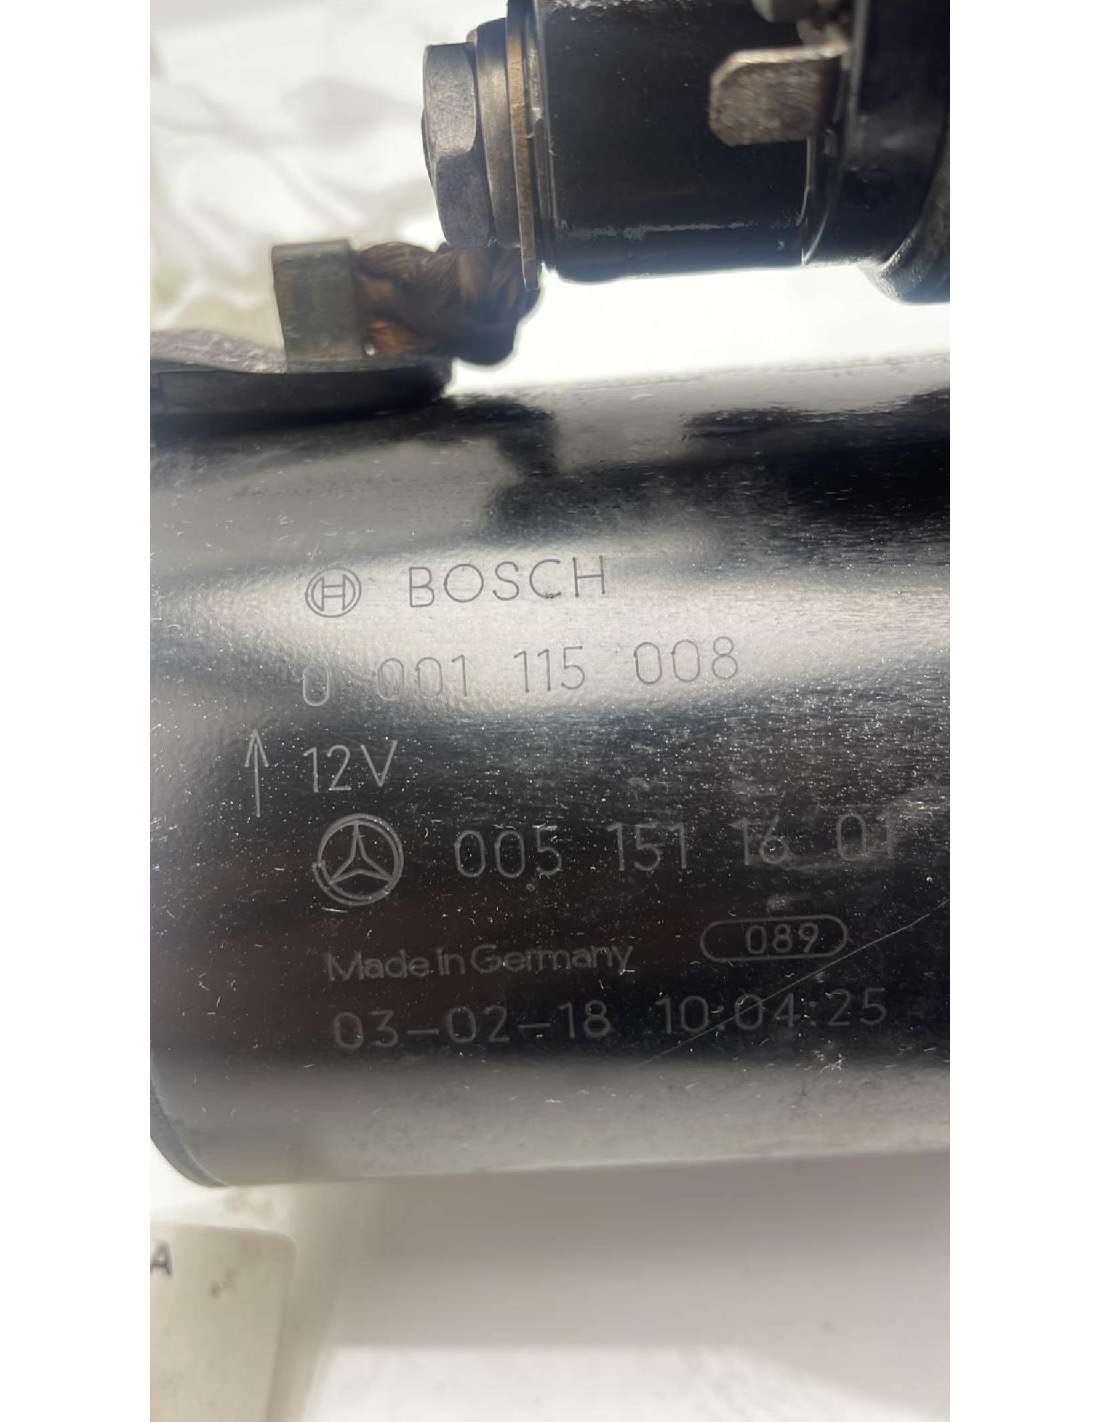 BOSCH
0 001 115 008
12V
005 151 16 01
Made in Germany 089
03-02-18 10:04:25
A